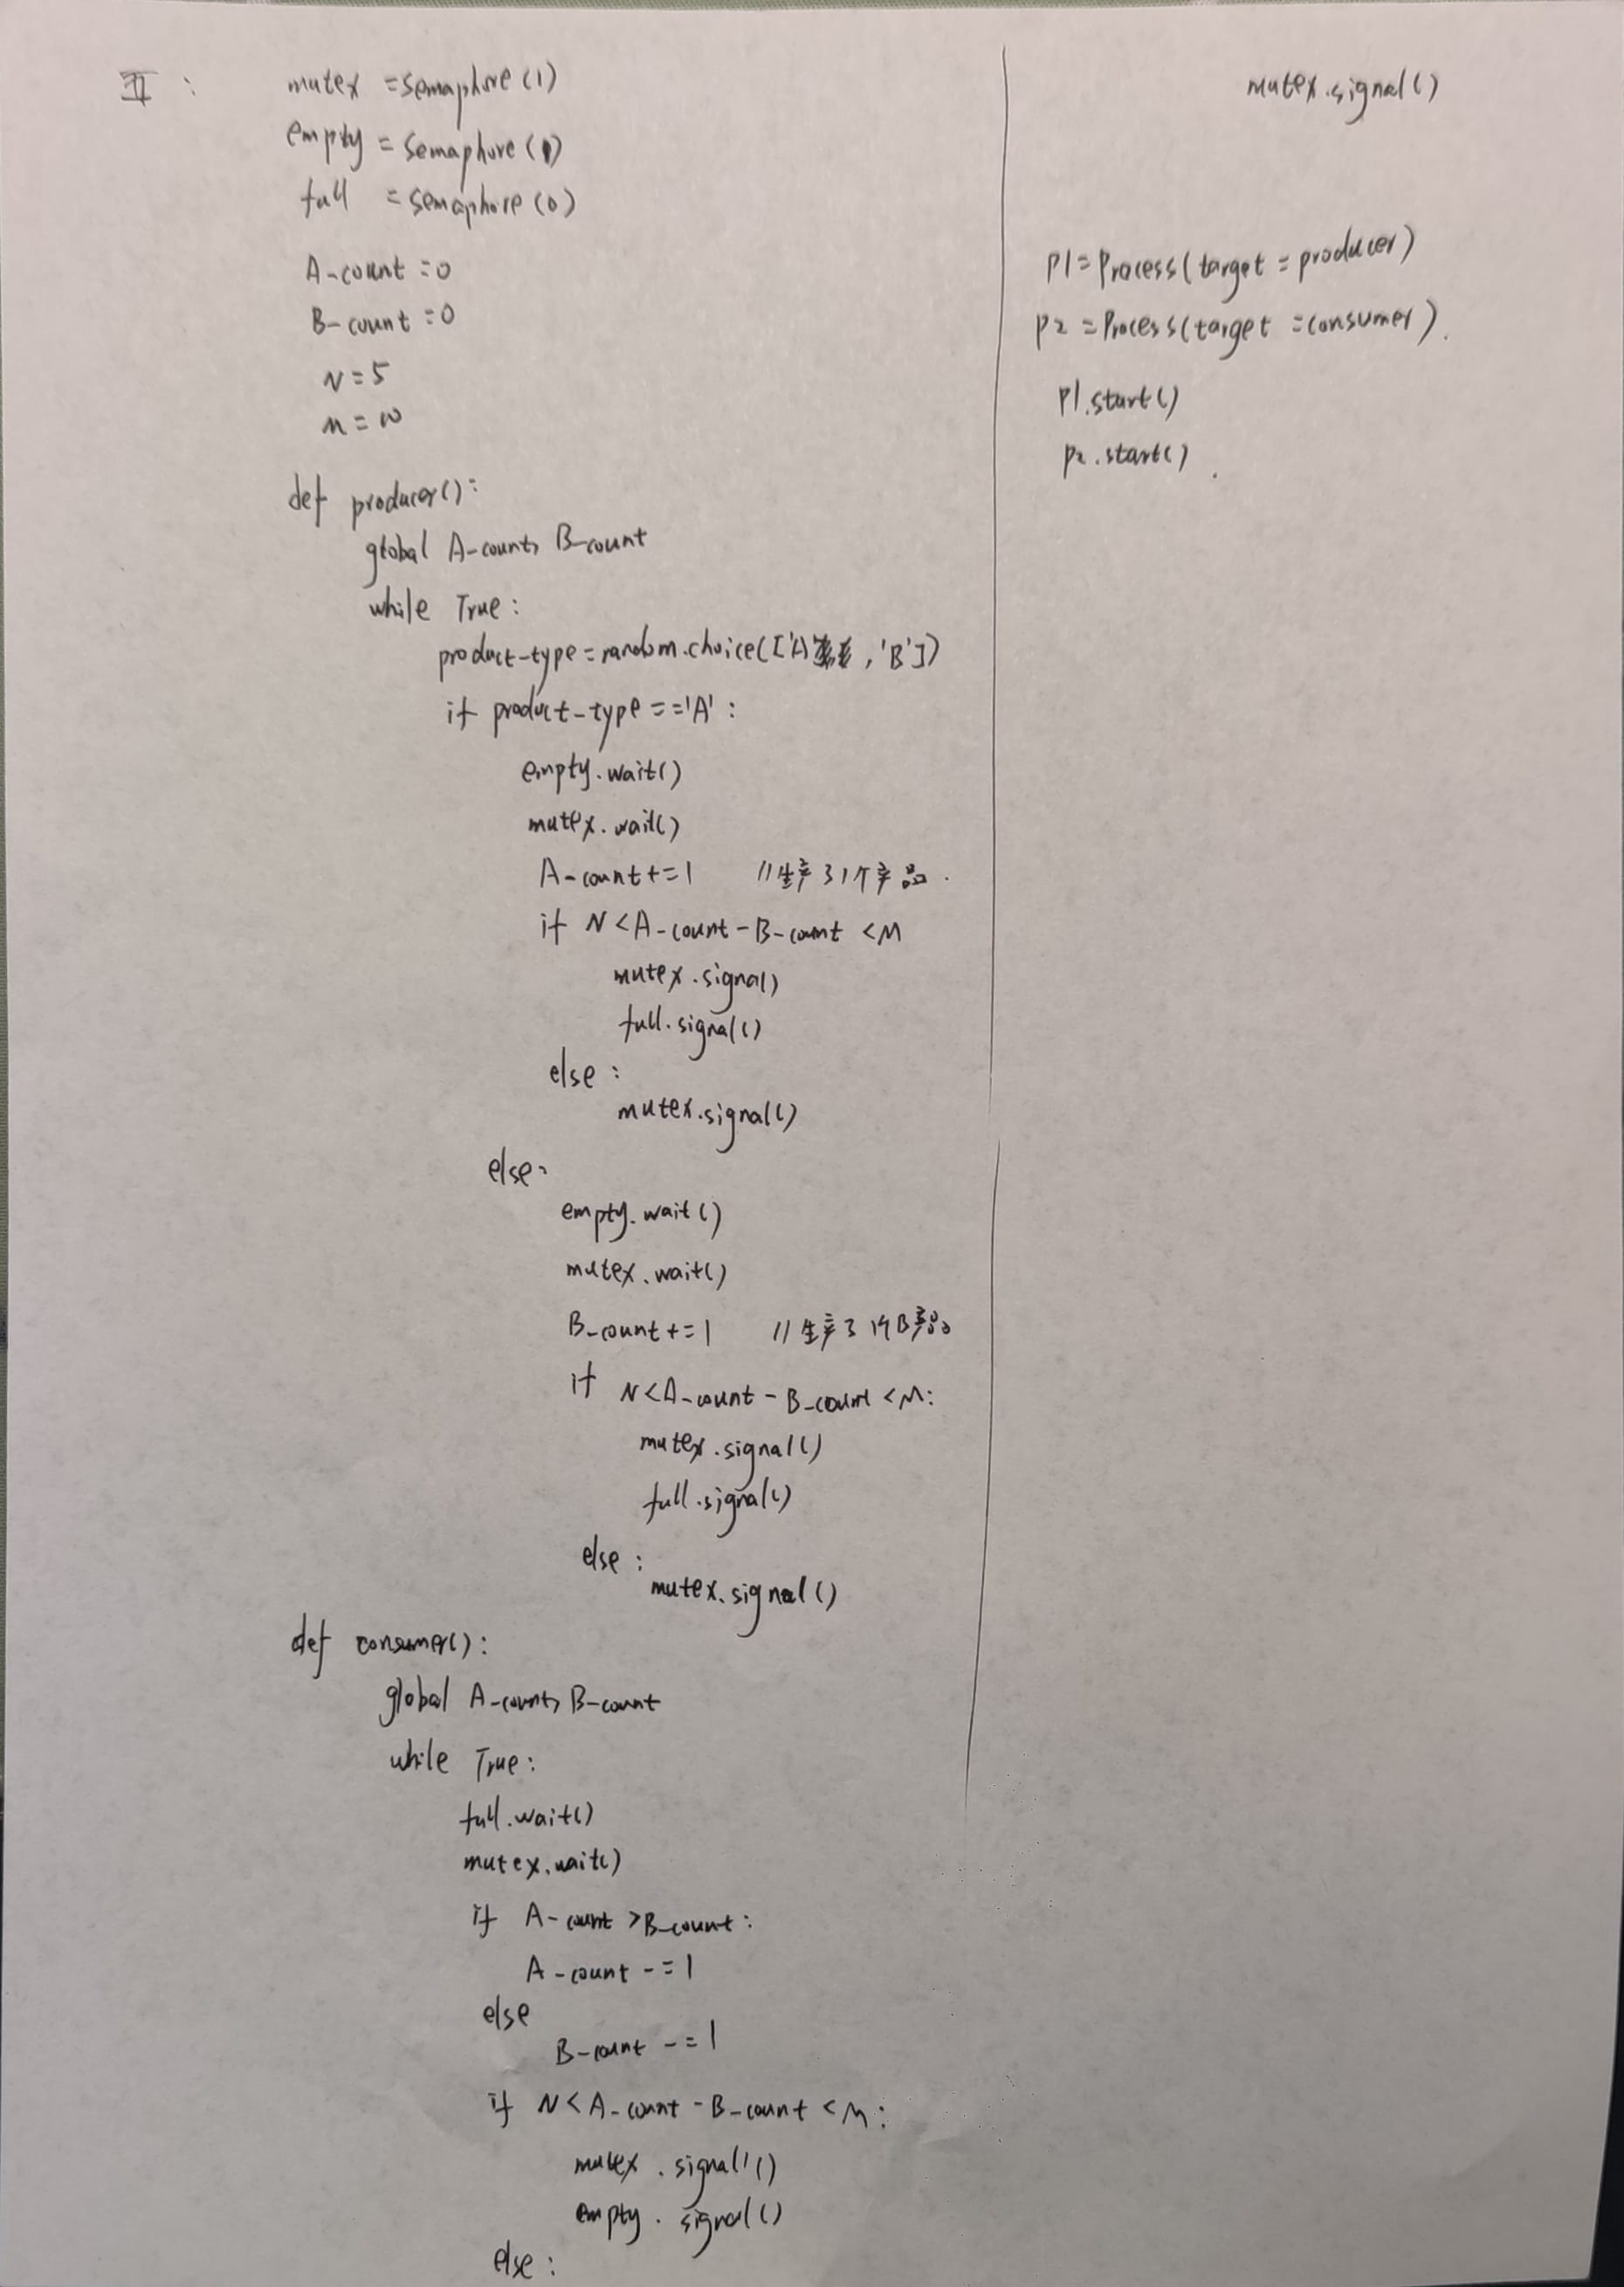 五：
mutex = Semaphore(1)
empty = Semaphore(1)
full = Semaphore(0)
A-count = 0
B-count = 0
N = 5
M = 10
def producer():
global A-count, B-count
while True:
product-type = random.choice(['A', 'B'])
if product-type == 'A':
empty.wait()
mutex.wait()
A-count += 1 //生产了1个产品.
if N < A-count - B-count < M
mutex.signal)
full.signal()
else:
mutex.signal()
else:
empty.wait()
mutex.wait()
B-count += 1 //生产了1个B产品
if N < A-count - B-count < M:
mutex.signal()
full.signal()
else:
mutex.signal()
def consumer():
global A-count, B-count
while True:
full.wait()
mutex.wait()
if A-count > B-count:
A-count -= 1
else
B-count -= 1
if N < A-count - B-count < M:
mutex.signal()
empty.signal()
else:
mutex.signal()
P1 = Process(target = producer)
P2 = Process(target = consumer).
P1.start()
P2.start().